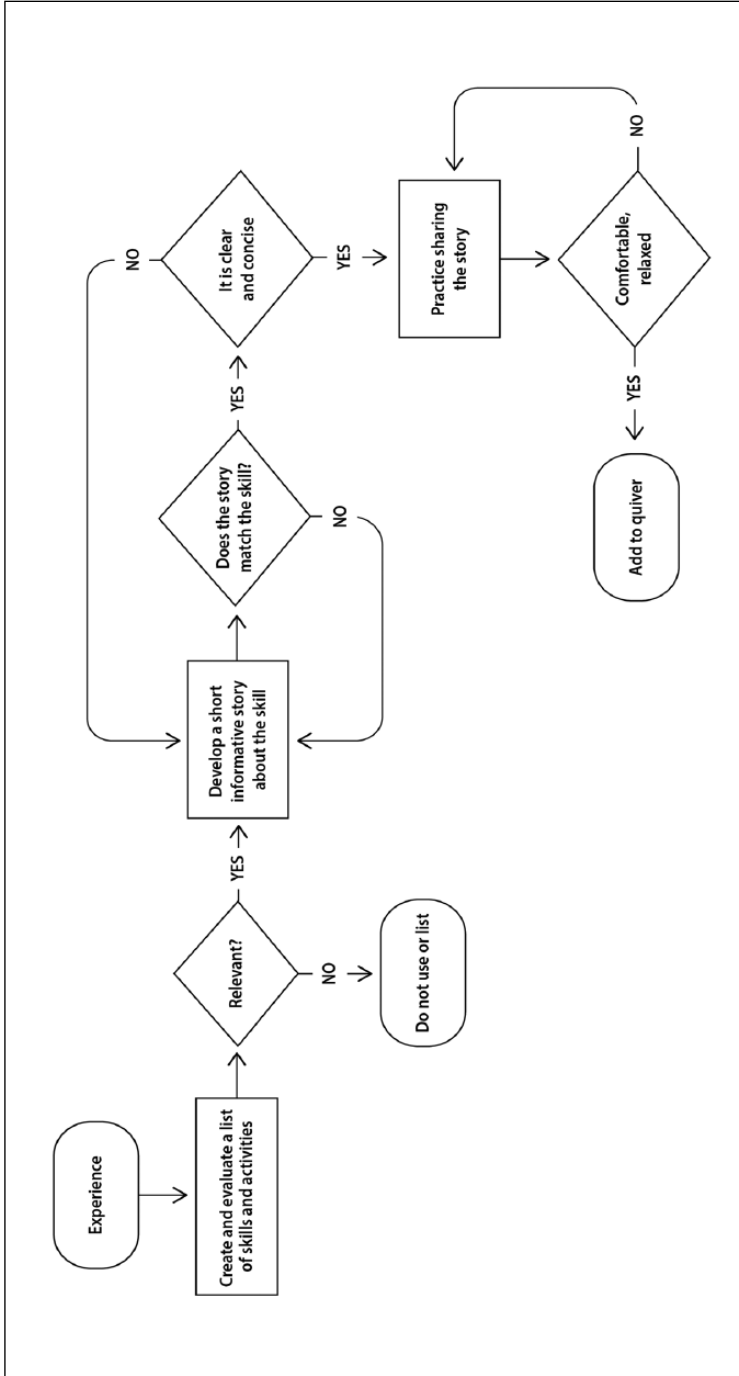 Experience
Create and evaluate a list
of skills and activities
Relevant?
NO
Do not use or list
YES
Develop a short
informative story
about the skill
Does the story
match the skill?
NO
YES
It is clear
and concise
NO
YES
Practice sharing
the story
Comfortable,
relaxed
NO
YES
Add to quiver